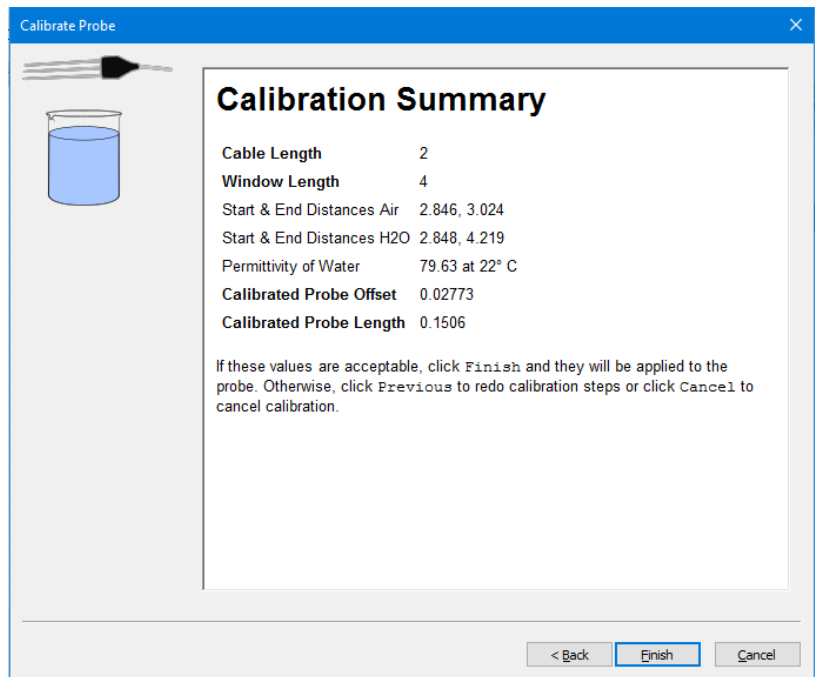 Calibrate Probe
Calibration Summary
Cable Length 2
Window Length 4
Start & End Distances Air 2.846, 3.024
Start & End Distances H2O 2.848, 4.219
Permittivity of Water 79.63 at 22° C
Calibrated Probe Offset 0.02773
Calibrated Probe Length 0.1506
If these values are acceptable, click Finish and they will be applied to the
probe. Otherwise, click Previous to redo calibration steps or click Cancel to
cancel calibration.
< Back Finish Cancel